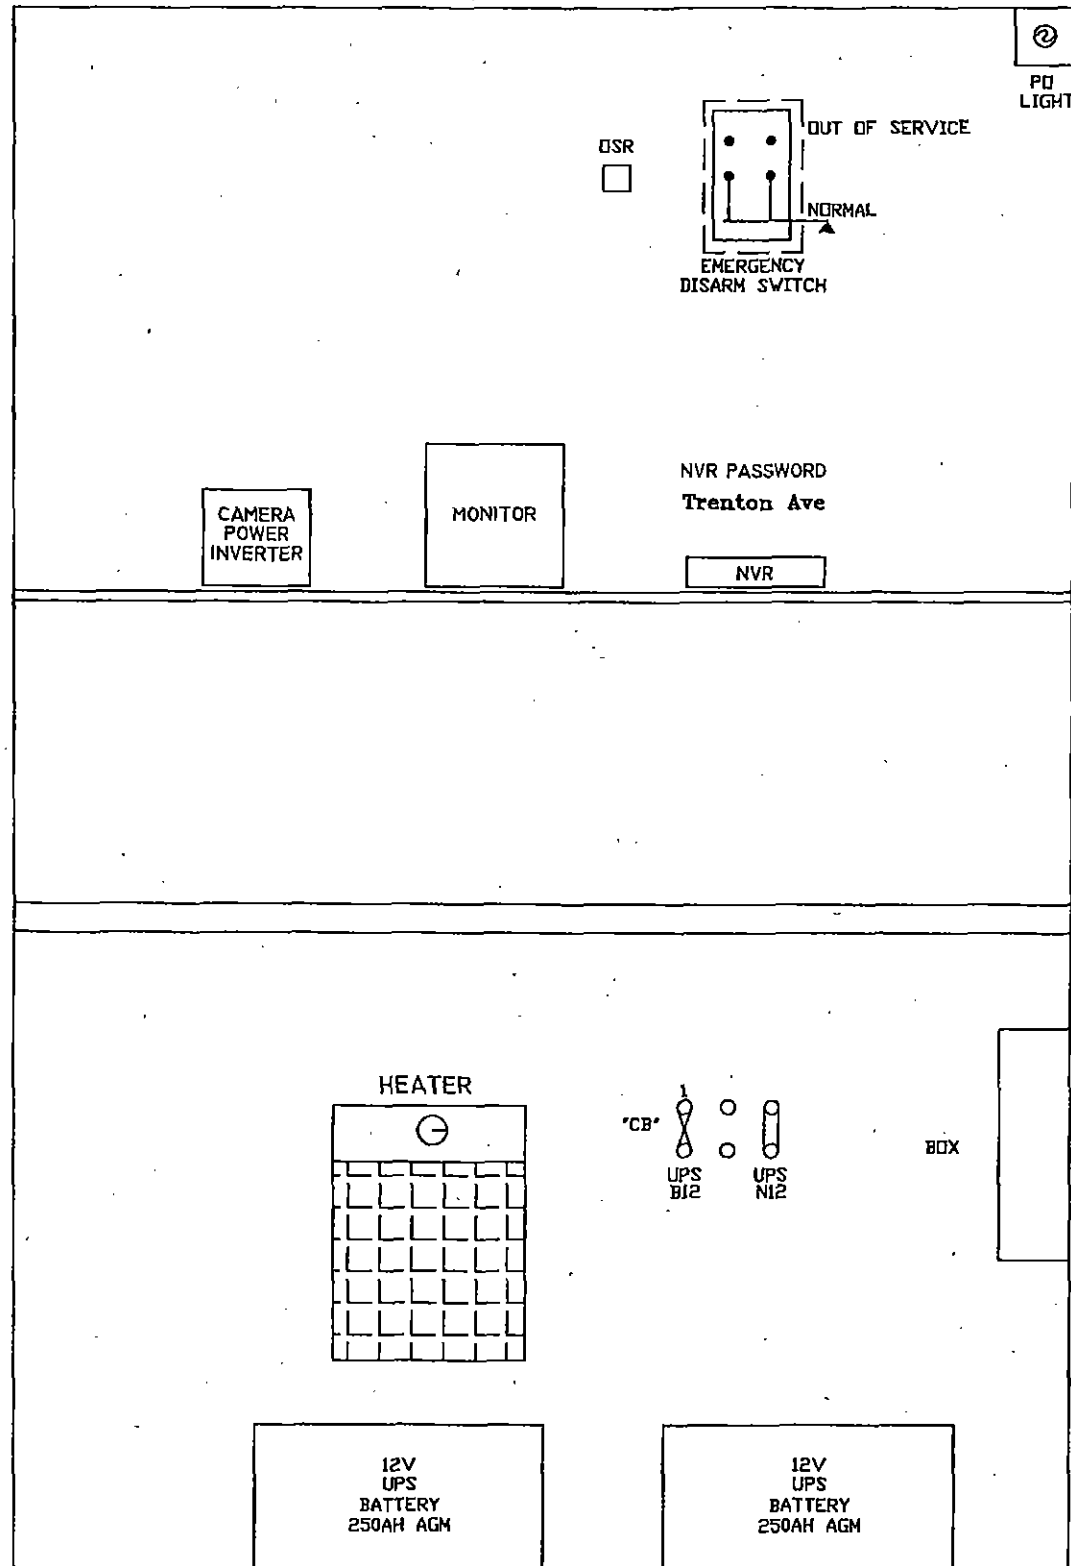 PO
LIGHT
OUT OF SERVICE
OSR
NORMAL
EMERGENCY
DISARM SWITCH
NVR PASSWORD
Trenton Ave
CAMERA
POWER
INVERTER
MONITOR
NVR
HEATER
1
"CB"
UPS
B12
UPS
N12
BOX
12V
UPS
BATTERY
250AH AGM
12V
UPS
BATTERY
250AH AGM